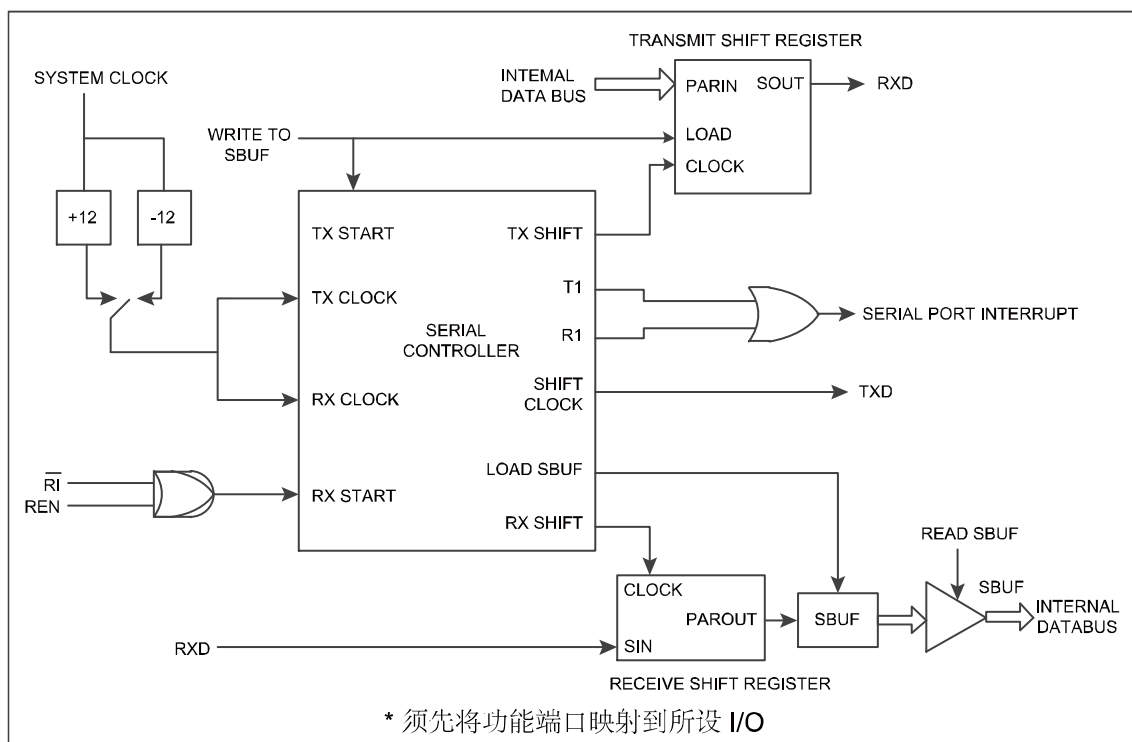 TRANSMIT SHIFT REGISTER
SYSTEM CLOCK
INTEMAL
DATA BUS
PARIN
SOUT
RXD
WRITE TO
SBUF
LOAD
CLOCK
+12
-12
TX START
TX SHIFT
TX CLOCK
T1
SERIAL PORT INTERRUPT
SERIAL
CONTROLLER
R1
RX CLOCK
SHIFT
CLOCK
TXD
LOAD SBUF
RI
REN
RX START
RX SHIFT
READ SBUF
CLOCK
PAROUT
SBUF
SBUF
INTERNAL
DATABUS
RXD
SIN
RECEIVE SHIFT REGISTER
* 须先将功能端口映射到所设 I/O